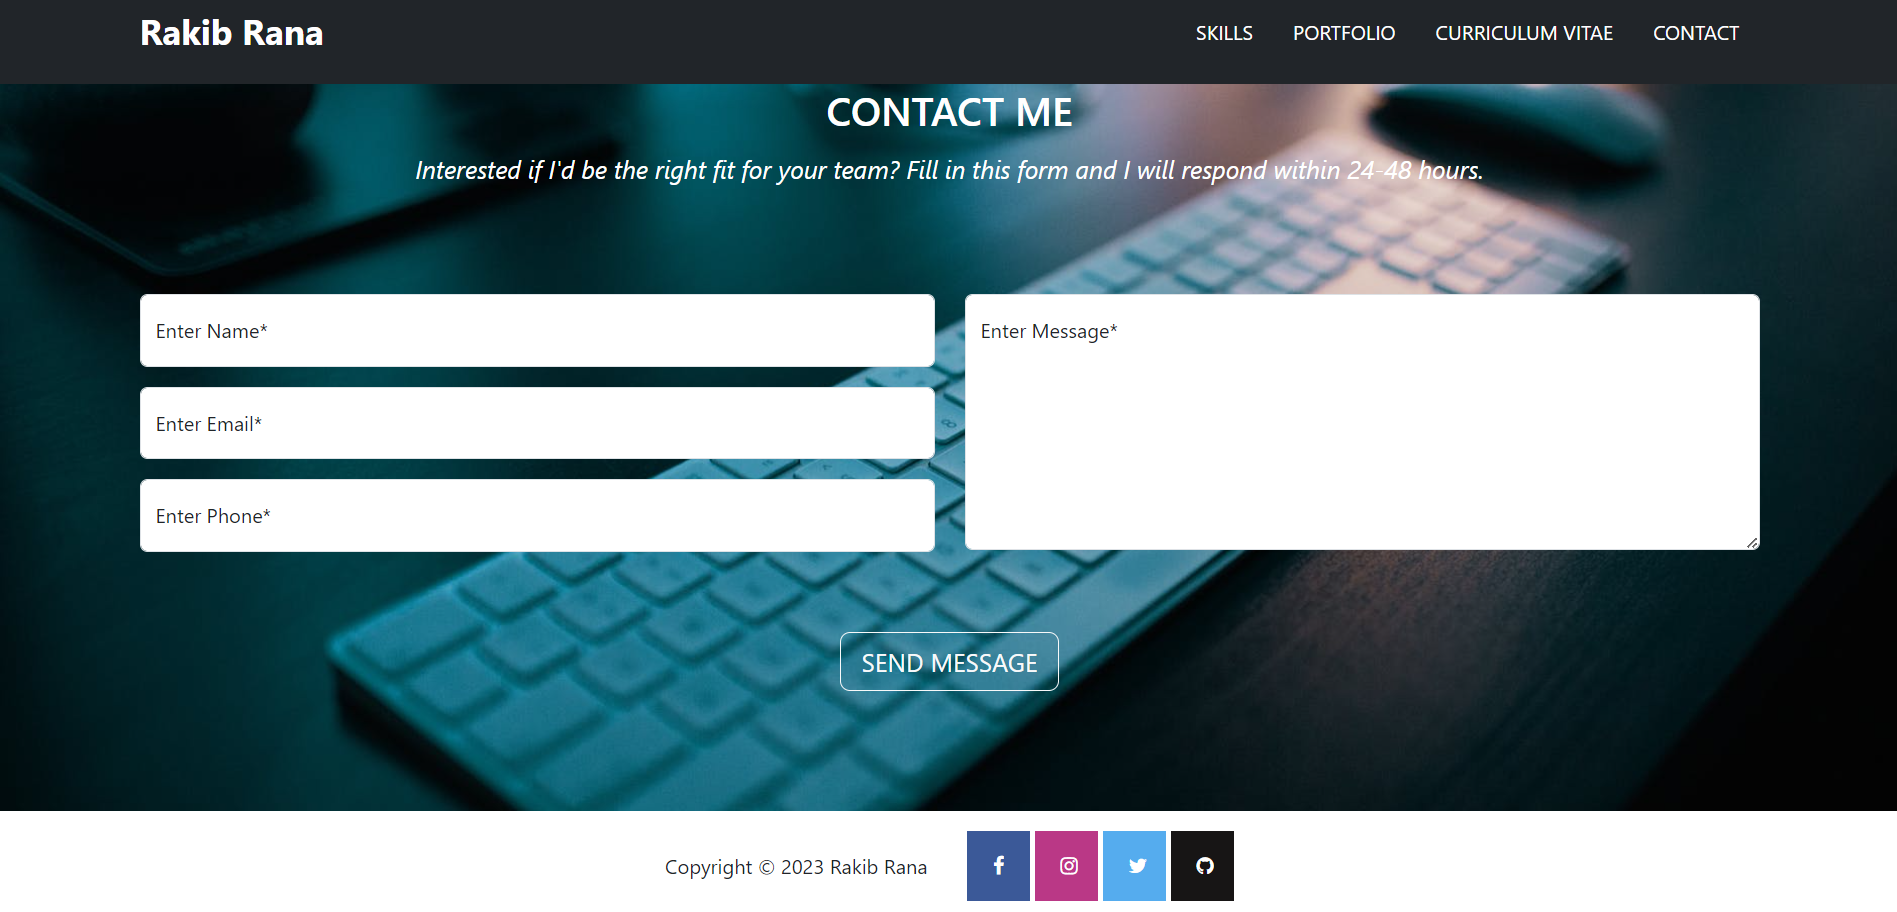 Rakib Rana
SKILLS
PORTFOLIO
CURRICULUM VITAE
CONTACT
CONTACT ME
Interested if I'd be the right fit for your team? Fill in this form and I will respond within 24-48 hours.
Enter Name*
Enter Email*
Enter Phone*
Enter Message*
SEND MESSAGE
Copyright © 2023 Rakib Rana